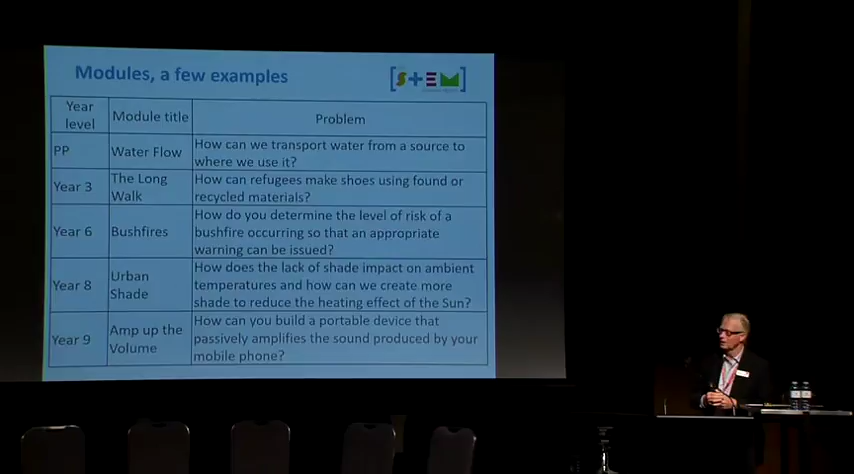 Modules, a few examples
[S+EM]
Year level
Module title
Problem
PP
Water Flow
How can we transport water from a source to
where we use it?
Year 3
The Long
Walk
How can refugees make shoes using found or
recycled materials?
Year 6
Bushfires
How do you determine the level of risk of a
bushfire occurring so that an appropriate
warning can be issued?
Year 8
Urban
Shade
How does the lack of shade impact on ambient
temperatures and how can we create more
shade to reduce the heating effect of the Sun?
Year 9
Amp up the
Volume
How can you build a portable device that
passively amplifies the sound produced by your
mobile phone?